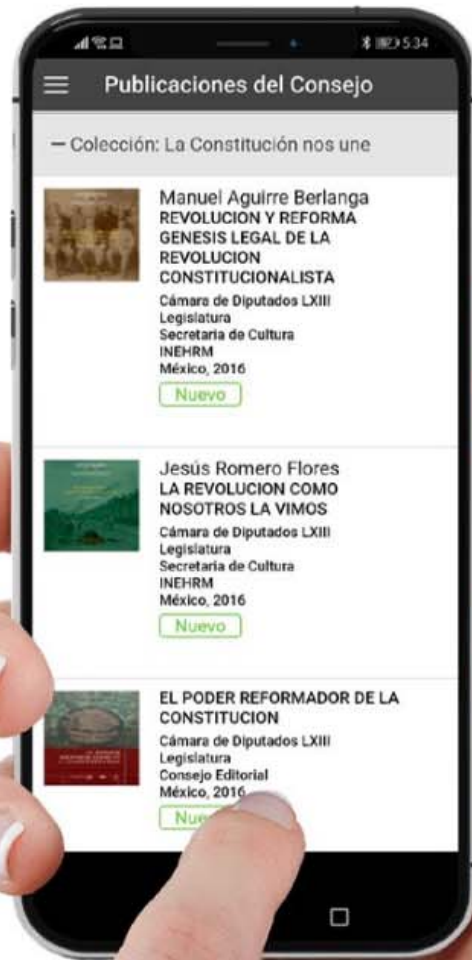 5:34
Publicaciones del Consejo
– Colección: La Constitución nos une
Manuel Aguirre Berlanga
REVOLUCION Y REFORMA
GENESIS LEGAL DE LA
REVOLUCION
CONSTITUCIONALISTA
Cámara de Diputados LXIII
Legislatura
Secretaria de Cultura
INEHRM
México, 2016
Nuevo
Jesús Romero Flores
LA REVOLUCION COMO
NOSOTROS LA VIMOS
Cámara de Diputados LXIII
Legislatura
Secretaria de Cultura
INEHRM
México, 2016
Nuevo
EL PODER REFORMADOR DE LA
CONSTITUCION
Cámara de Diputados LXIII
Legislatura
Consejo Editorial
México, 2016